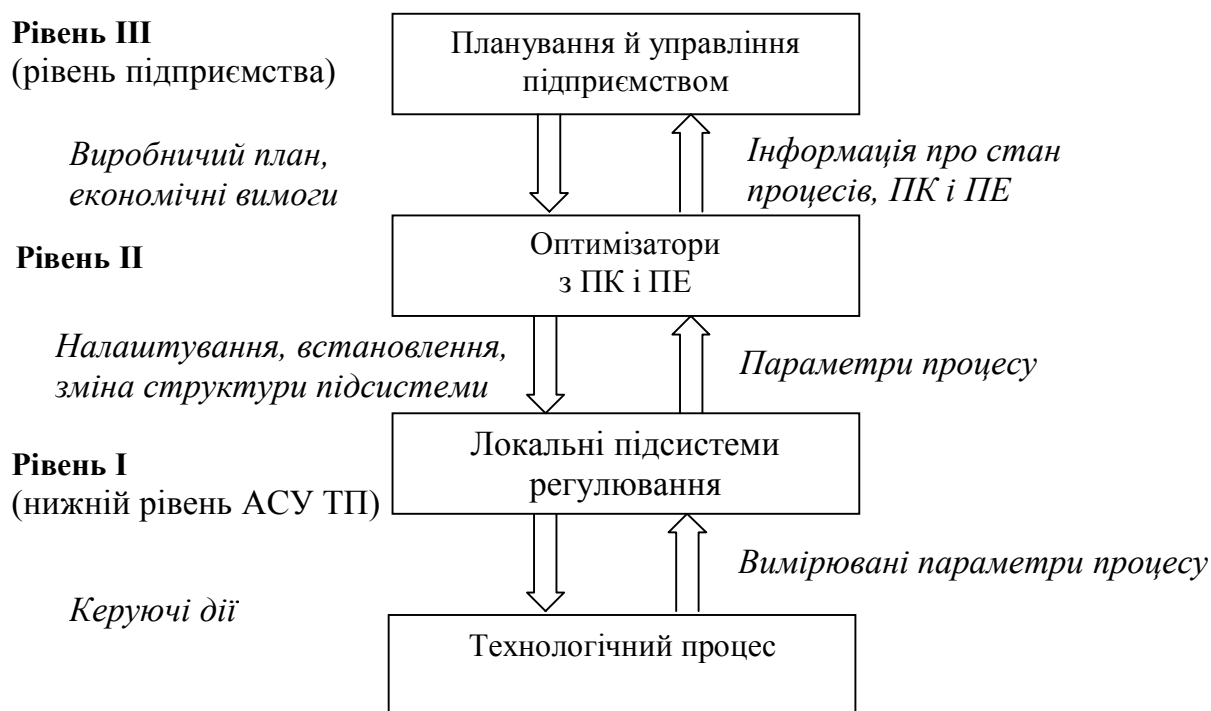 Рівень III
(рівень підприємства)
Планування й управління
підприємством
Виробничий план,
економічні вимоги
Інформація про стан
процесів, ПК і ПЕ
Рівень II
Оптимізатори
з ПК і ПЕ
Налаштування, встановлення,
зміна структури підсистеми
Параметри процесу
Рівень I
(нижній рівень АСУ ТП)
Локальні підсистеми
регулювання
Керуючі дії
Вимірювані параметри процесу
Технологічний процес